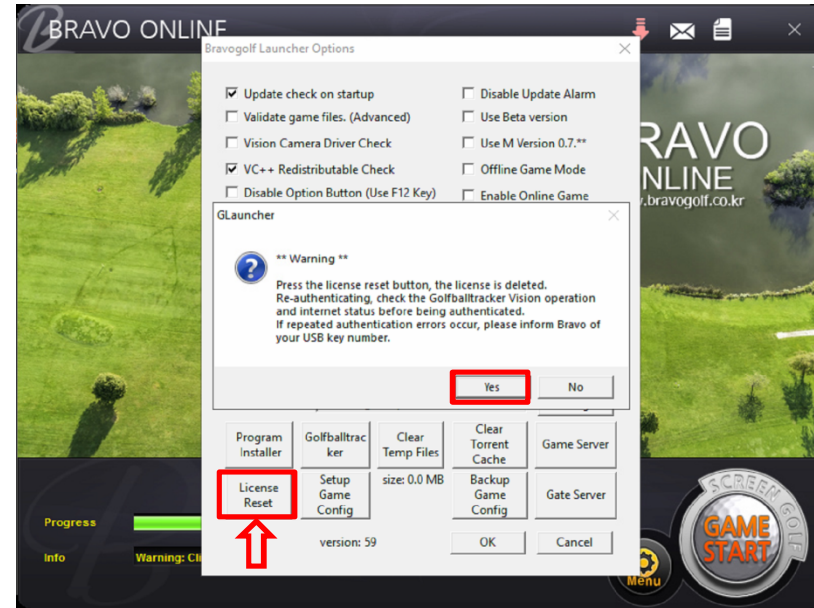 BRAVO ONLINE
Bravogolf Launcher Options
Update check on startup
Disable Update Alarm
Validate game files. (Advanced)
Use Beta version
Vision Camera Driver Check
Use M Version 0.7.**
VC++ Redistributable Check
Offline Game Mode
Disable Option Button (Use F12 Key)
Enable Online Game
RAVO
NLINE
.bravogolf.co.kr
GLauncher
** Warning **
Press the license reset button, the license is deleted.
Re-authenticating, check the Golfballtracker Vision operation
and internet status before being authenticated.
If repeated authentication errors occur, please inform Bravo of
your USB key number.
Yes
No
Program
Installer
Golfballtrac
ker
Clear
Temp Files
Clear
Torrent
Cache
Game Server
License
Reset
Setup
Game
Config
size: 0.0 MB
Backup
Game
Config
Gate Server
version: 59
OK
Cancel
Progress
Info
Warning: Cli
Menu
SCREEN GOLF
GAME
START